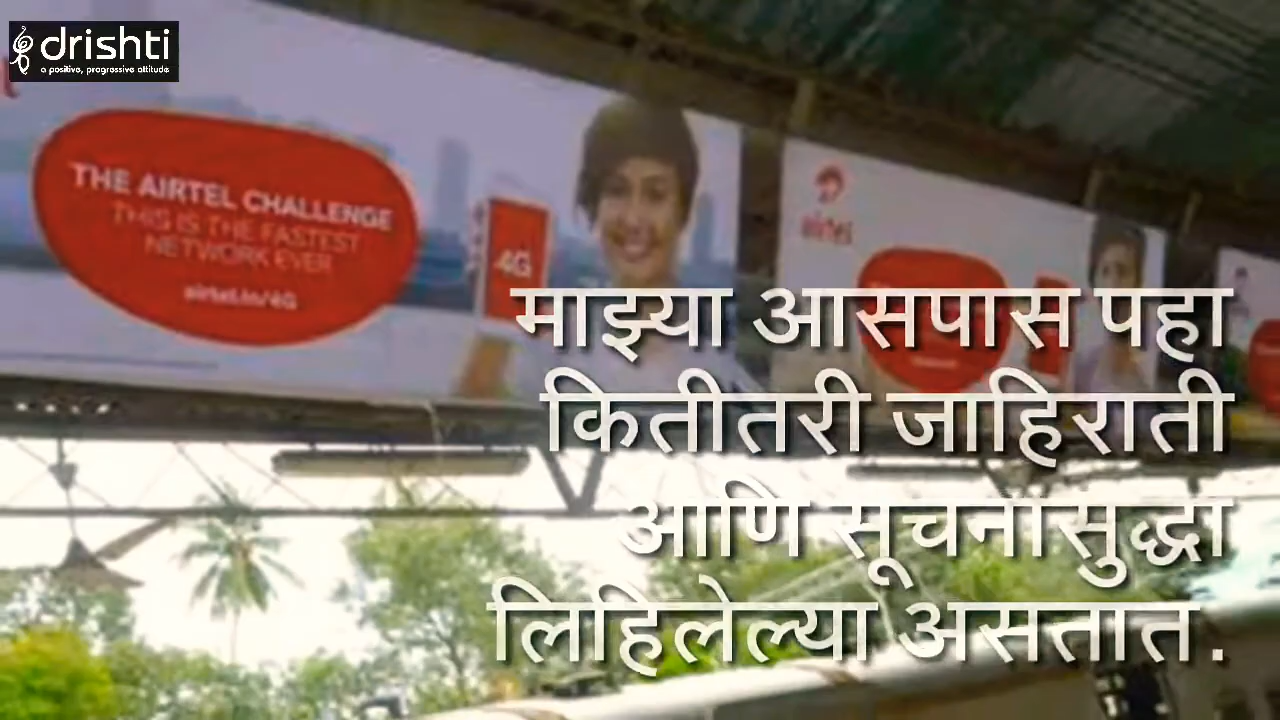 drishti
a positive, progressive attitude
THE AIRTEL CHALLENGE
THIS IS THE FASTEST
NETWORK EVER
airtel.in/4G
4G
airtel
माझ्या आसपास पहा
कितीतरी जाहिराती
आणि सूचनासुद्धा
लिहिलेल्या असतात.